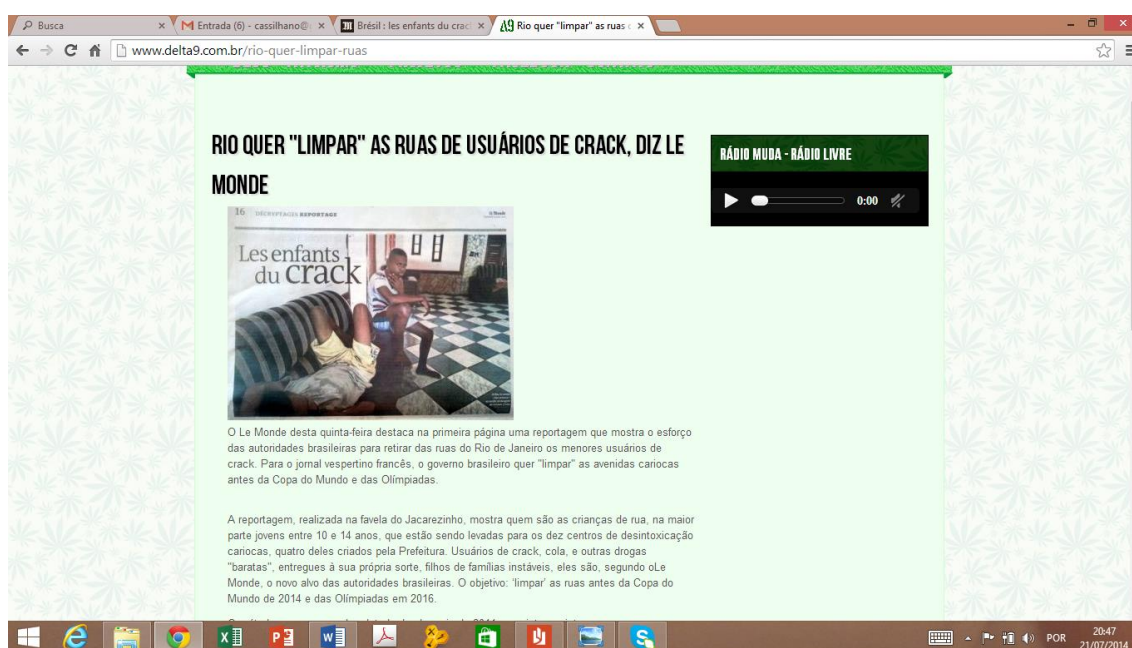 Busca
Entrada (6) - cassilhano@
Brésil : les enfants du crac
Rio quer "limpar" as ruas
www.delta9.com.br/rio-quer-limpar-ruas
RIO QUER "LIMPAR" AS RUAS DE USUÁRIOS DE CRACK, DIZ LE
MONDE
RÁDIO MUDA - RÁDIO LIVRE
0:00
16 DÉCRYPTAGES REPORTAGE
Les enfants
du crack
O Le Monde desta quinta-feira destaca na primeira página uma reportagem que mostra o esforço
das autoridades brasileiras para retirar das ruas do Rio de Janeiro os menores usuários de
crack. Para o jornal vespertino francês, o governo brasileiro quer "limpar" as avenidas cariocas
antes da Copa do Mundo e das Olímpiadas.
A reportagem, realizada na favela do Jacarezinho, mostra quem são as crianças de rua, na maior
parte jovens entre 10 e 14 anos, que estão sendo levadas para os dez centros de desintoxicação
cariocas, quatro deles criados pela Prefeitura. Usuários de crack, cola, e outras drogas
"baratas", entregues à sua própria sorte, filhos de famílias instáveis, eles são, segundo oLe
Monde, o novo alvo das autoridades brasileiras. O objetivo: 'limpar' as ruas antes da Copa do
Mundo de 2014 e das Olímpiadas em 2016.
POR
20:47
21/07/2014